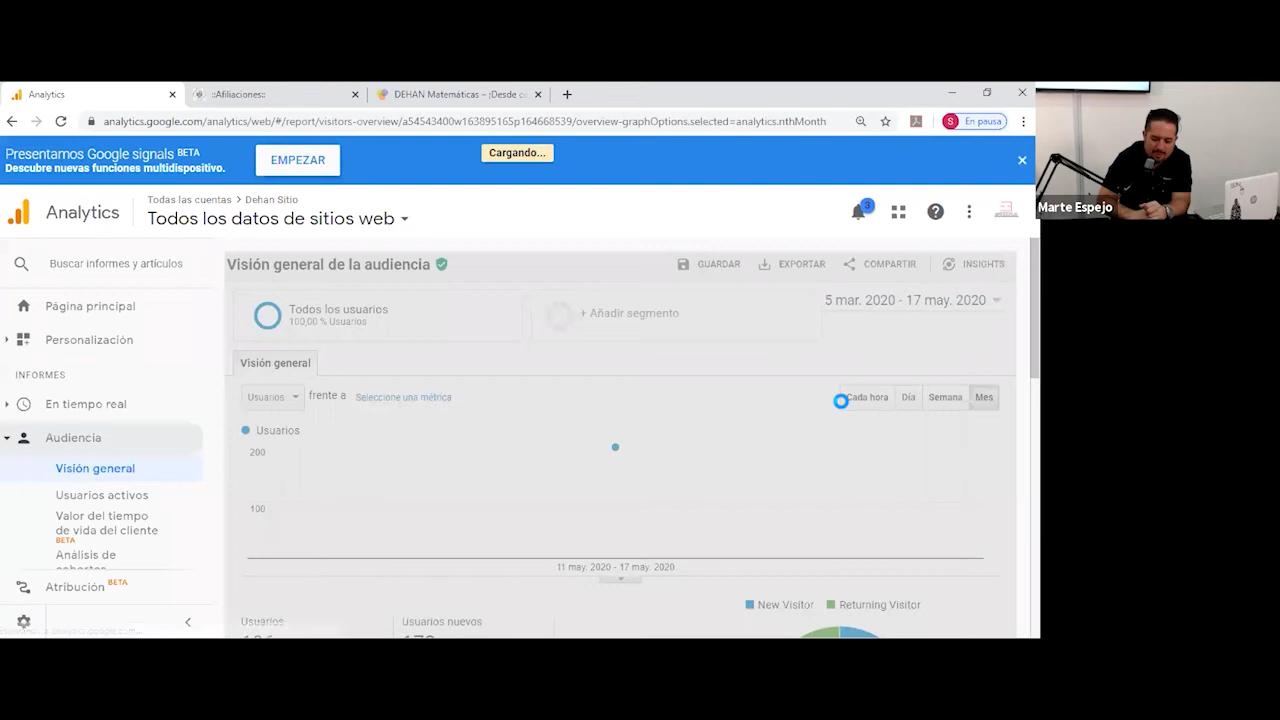 Analytics
::Afiliaciones::
DEHAN Matemáticas – ¡Desde c
analytics.google.com/analytics/web/#/report/visitors-overview/a54543400w163895165p164668539/overview-graphOptions.selected=analytics.nthMonth
S En pausa
Presentamos Google signals BETA
Descubre nuevas funciones multidispositivo.
EMPEZAR
Cargando...
Analytics
Todas las cuentas > Dehan Sitio
Todos los datos de sitios web
Marte Espejo
Buscar informes y artículos
Página principal
Personalización
INFORMES
En tiempo real
Audiencia
Visión general
Usuarios activos
Valor del tiempo
de vida del cliente
BETA
Análisis de
Atribución BETA
Visión general de la audiencia
GUARDAR
EXPORTAR
COMPARTIR
INSIGHTS
Todos los usuarios
100,00 % Usuarios
+ Añadir segmento
5 mar. 2020 - 17 may. 2020
Visión general
Usuarios
frente a
Seleccione una métrica
Cada hora
Día
Semana
Mes
Usuarios
200
100
11 may. 2020 - 17 may. 2020
New Visitor
Returning Visitor
Usuarios
Usuarios nuevos